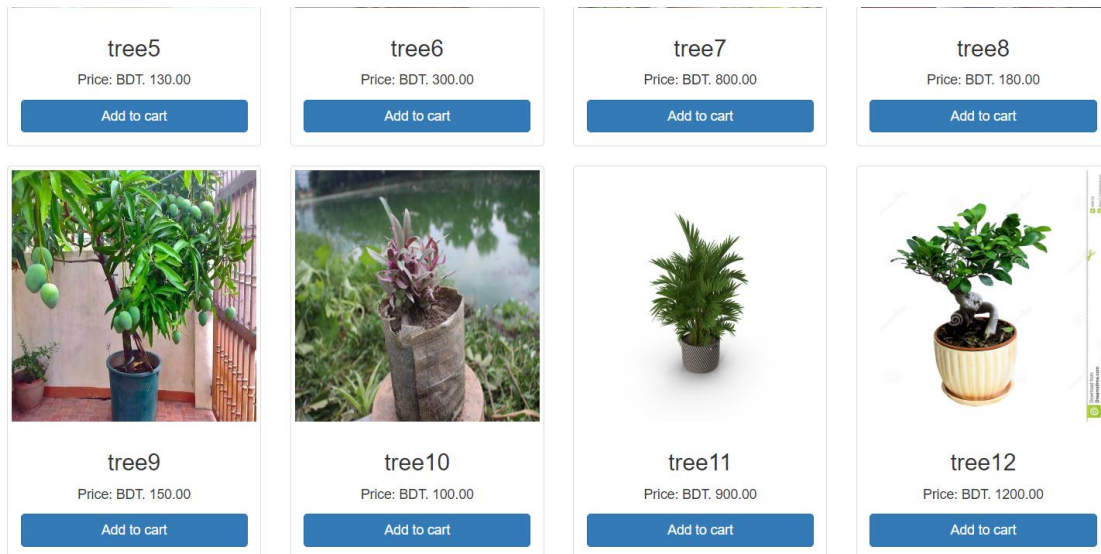 tree5
Price: BDT. 130.00
Add to cart
tree6
Price: BDT. 300.00
Add to cart
tree7
Price: BDT. 800.00
Add to cart
tree8
Price: BDT. 180.00
Add to cart
tree9
Price: BDT. 150.00
Add to cart
tree10
Price: BDT. 100.00
Add to cart
tree11
Price: BDT. 900.00
Add to cart
tree12
Price: BDT. 1200.00
Add to cart